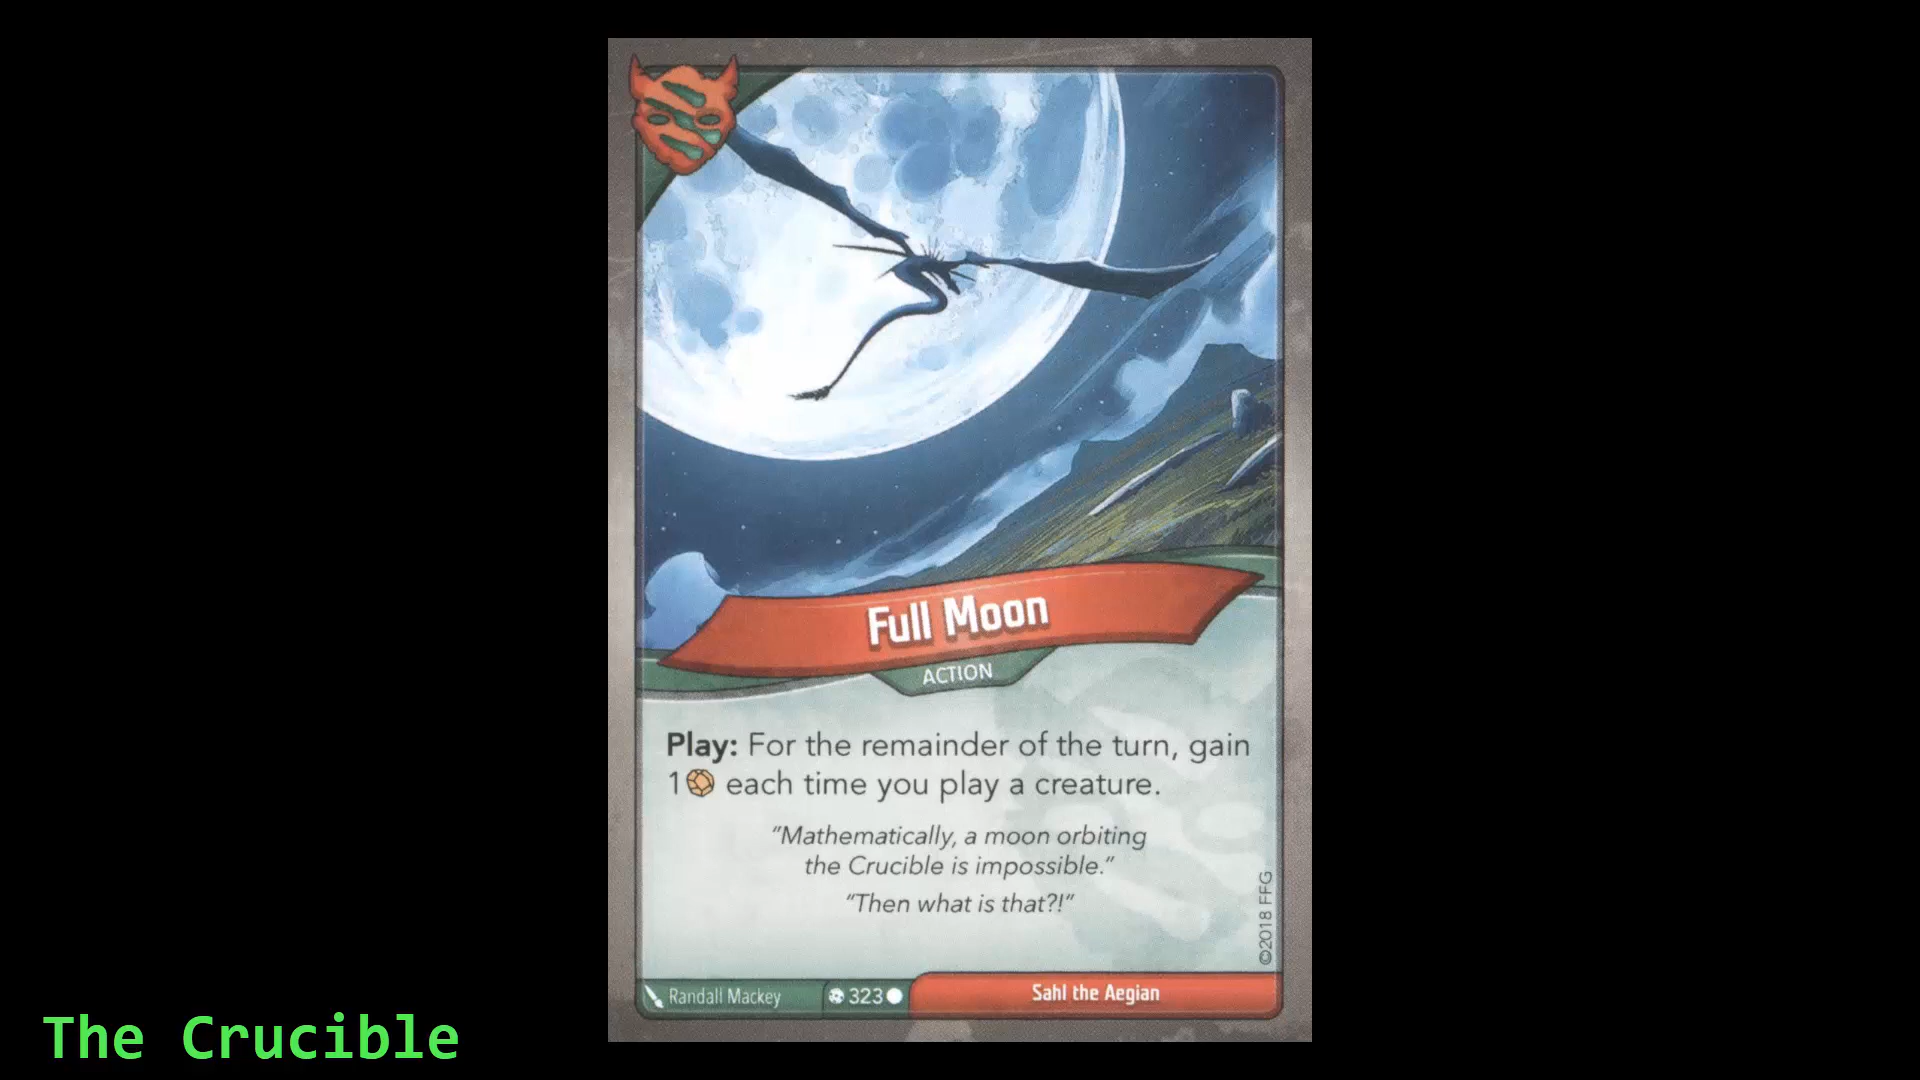 Full Moon
ACTION
Play: For the remainder of the turn, gain
1 each time you play a creature.
"Mathematically, a moon orbiting
the Crucible is impossible."
"Then what is that?!"
©2018 FFG
Randall Mackey
323
Sahl the Aegian
The Crucible